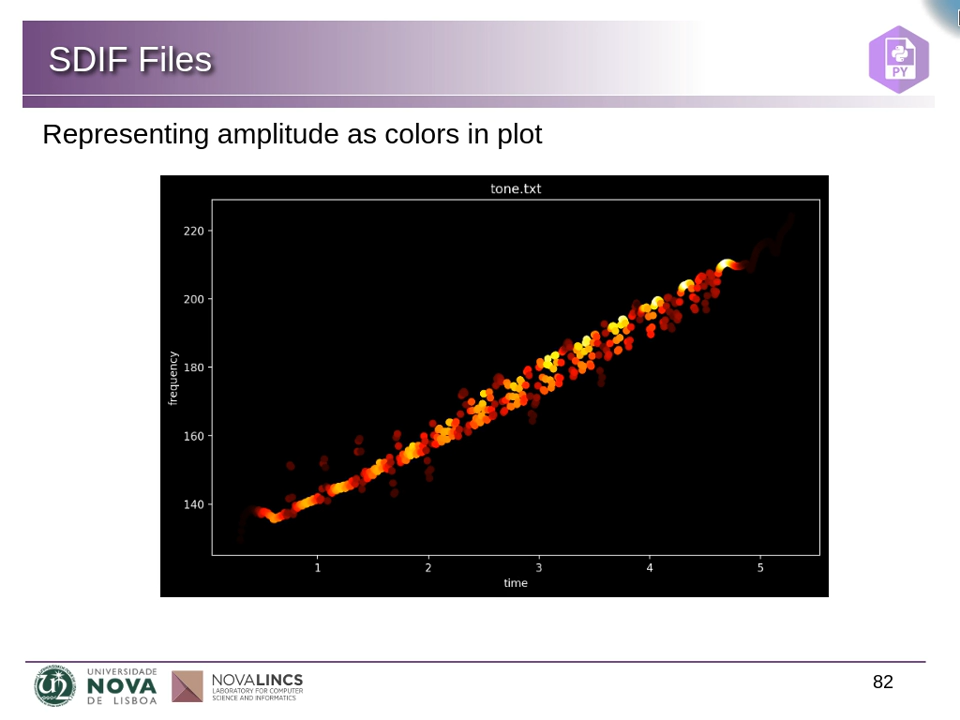 SDIF Files
PY
Representing amplitude as colors in plot
tone.txt
220
200
180
160
140
frequency
1 2 3 4 5
time
UNIVERSIDADE
NOVA
DE LISBOA
NOVALINCS
LABORATORY FOR COMPUTER
SCIENCE AND INFORMATICS
82